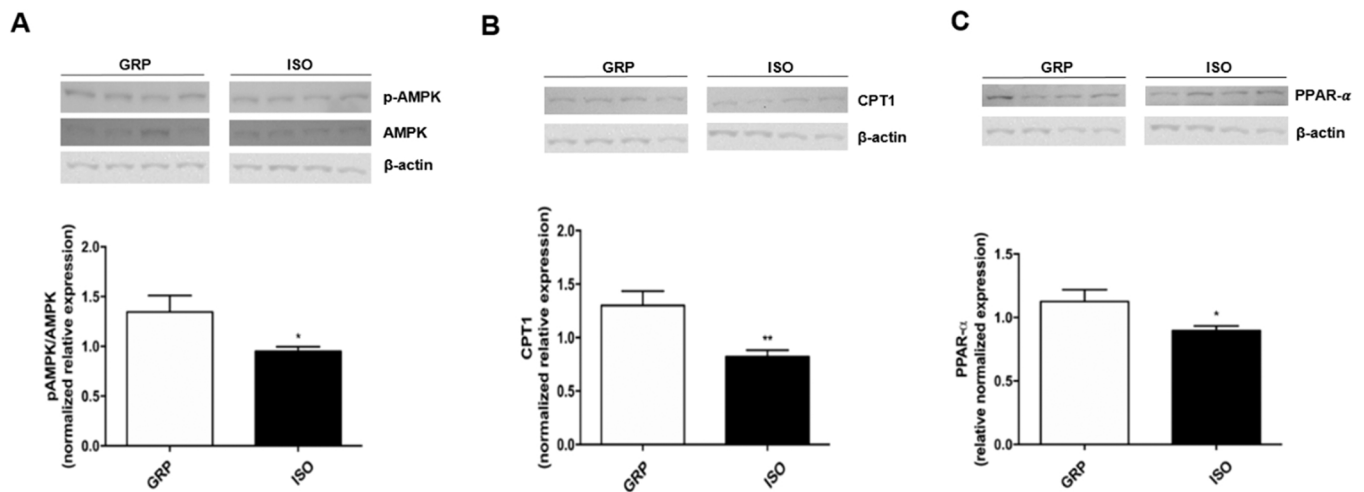 A
GRP ISO
p-AMPK
AMPK
β-actin
pAMPK/AMPK
(normalized relative expression)
2.0
1.5
1.0
0.5
0.0
*
GRP ISO
B
GRP ISO
CPT1
β-actin
CPT1
(normalized relative expression)
2.0
1.5
1.0
0.5
0.0
**
GRP ISO
C
GRP ISO
PPAR-α
β-actin
PPAR-α
(relative normalized expression)
1.5
1.0
0.5
0.0
*
GRP ISO